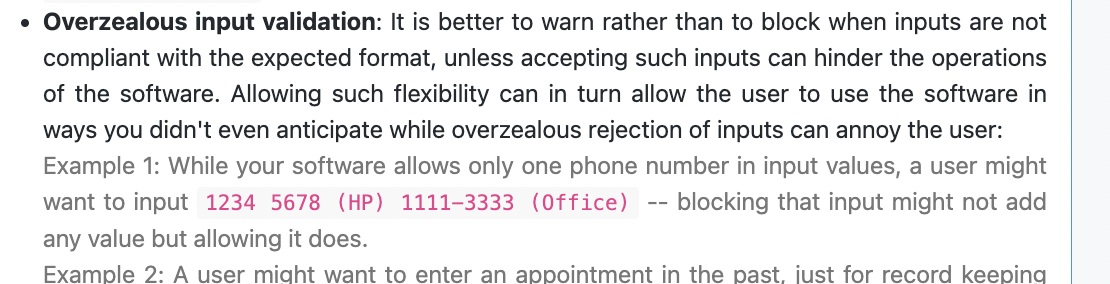 • Overzealous input validation: It is better to warn rather than to block when inputs are not
compliant with the expected format, unless accepting such inputs can hinder the operations
of the software. Allowing such flexibility can in turn allow the user to use the software in
ways you didn't even anticipate while overzealous rejection of inputs can annoy the user:
Example 1: While your software allows only one phone number in input values, a user might
want to input 1234 5678 (HP) 1111-3333 (Office) -- blocking that input might not add
any value but allowing it does.
Example 2: A user might want to enter an appointment in the past, just for record keeping